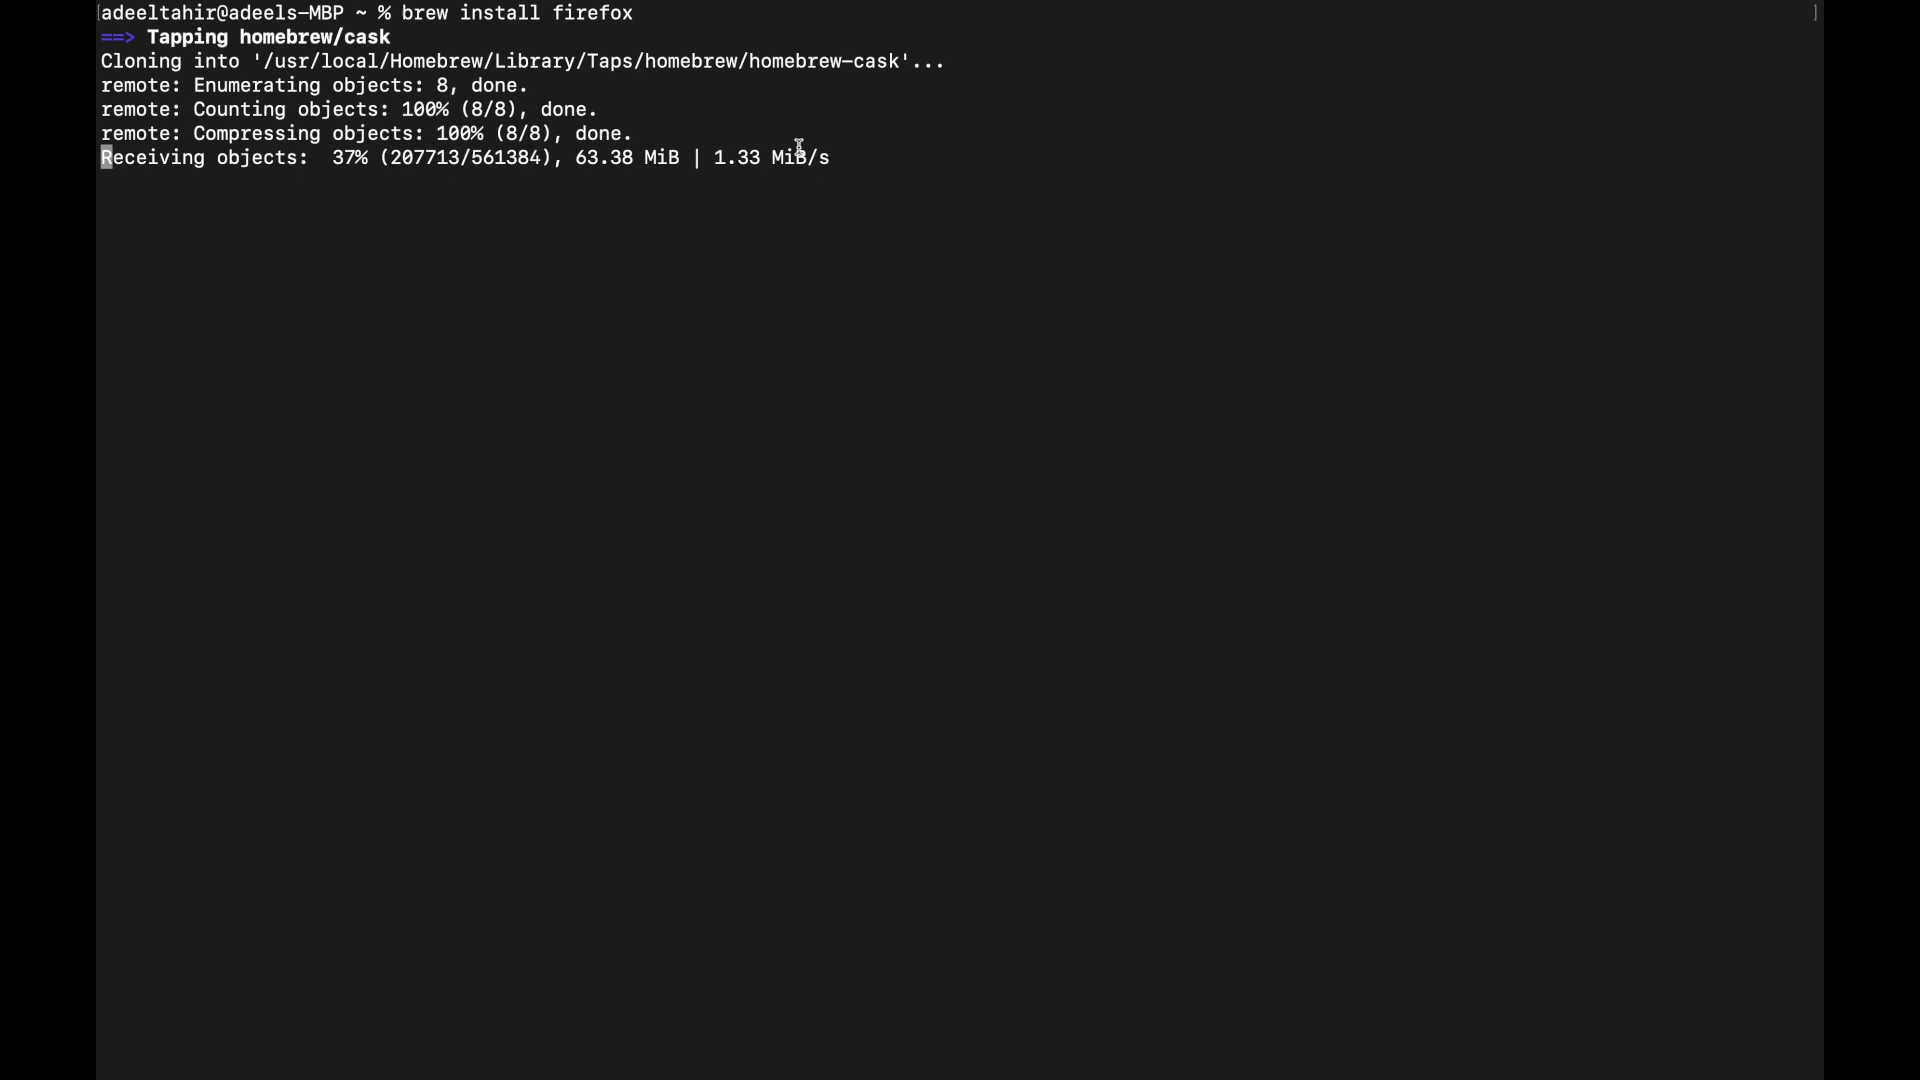 [adeeltahir@adeels-MBP ~ % brew install firefox ]
==> Tapping homebrew/cask
Cloning into '/usr/local/Homebrew/Library/Taps/homebrew/homebrew-cask'...
remote: Enumerating objects: 8, done.
remote: Counting objects: 100% (8/8), done.
remote: Compressing objects: 100% (8/8), done.
Receiving objects:  37% (207713/561384), 63.38 MiB | 1.33 MiB/s